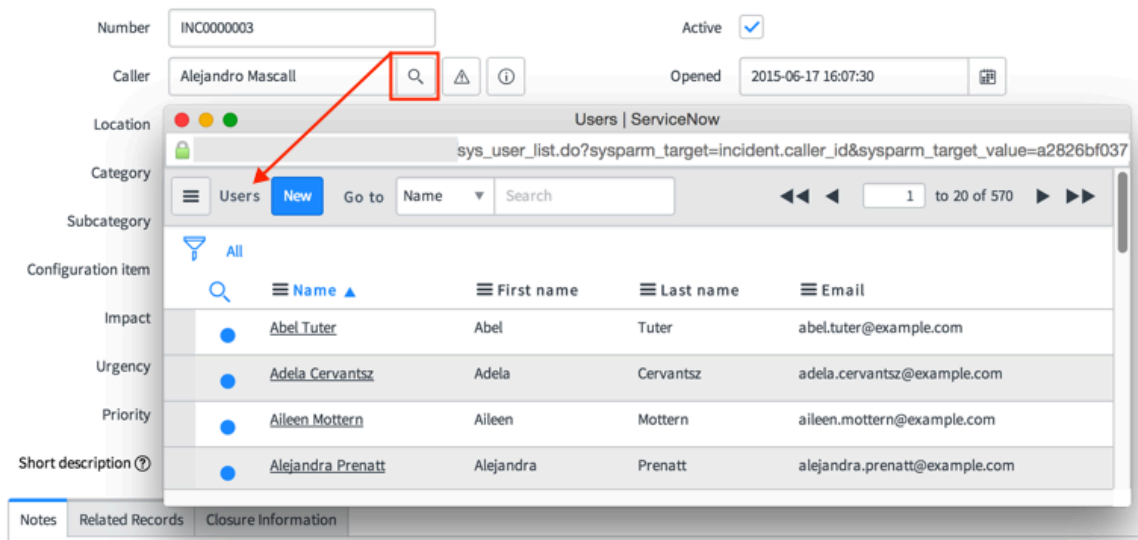 Number INC0000003 Active
Caller Alejandro Mascall Opened 2015-06-17 16:07:30
Location
Category
Subcategory
Configuration item
Impact
Urgency
Priority
Short description
Users | ServiceNow
sys_user_list.do?sysparm_target=incident.caller_id&sysparm_target_value=a2826bf037
Users New Go to Name Search 1 to 20 of 570
All
Name First name Last name Email
Abel Tuter Abel Tuter abel.tuter@example.com
Adela Cervantsz Adela Cervantsz adela.cervantsz@example.com
Aileen Mottern Aileen Mottern aileen.mottern@example.com
Alejandra Prenatt Alejandra Prenatt alejandra.prenatt@example.com
Notes Related Records Closure Information